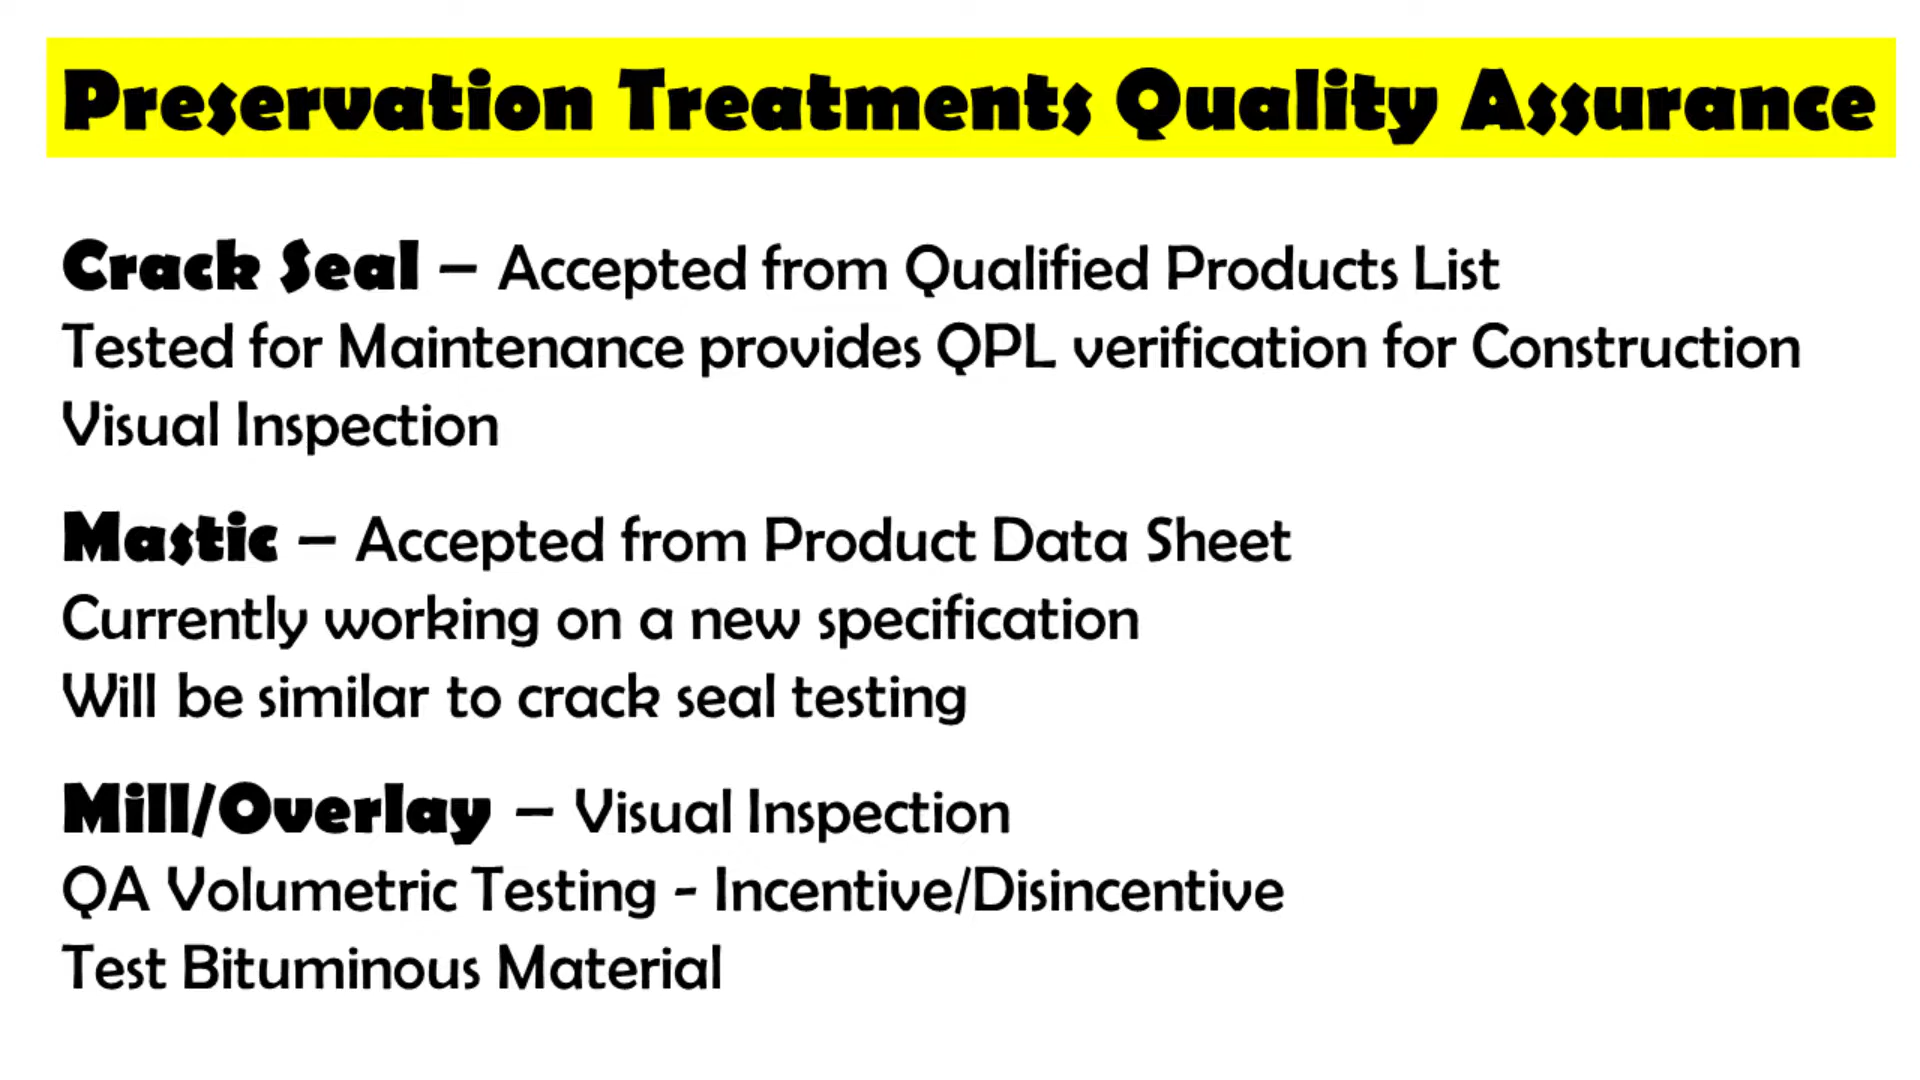 Preservation Treatments Quality Assurance
Crack Seal – Accepted from Qualified Products List
Tested for Maintenance provides QPL verification for Construction
Visual Inspection
Mastic – Accepted from Product Data Sheet
Currently working on a new specification
Will be similar to crack seal testing
Mill/Overlay – Visual Inspection
QA Volumetric Testing - Incentive/Disincentive
Test Bituminous Material